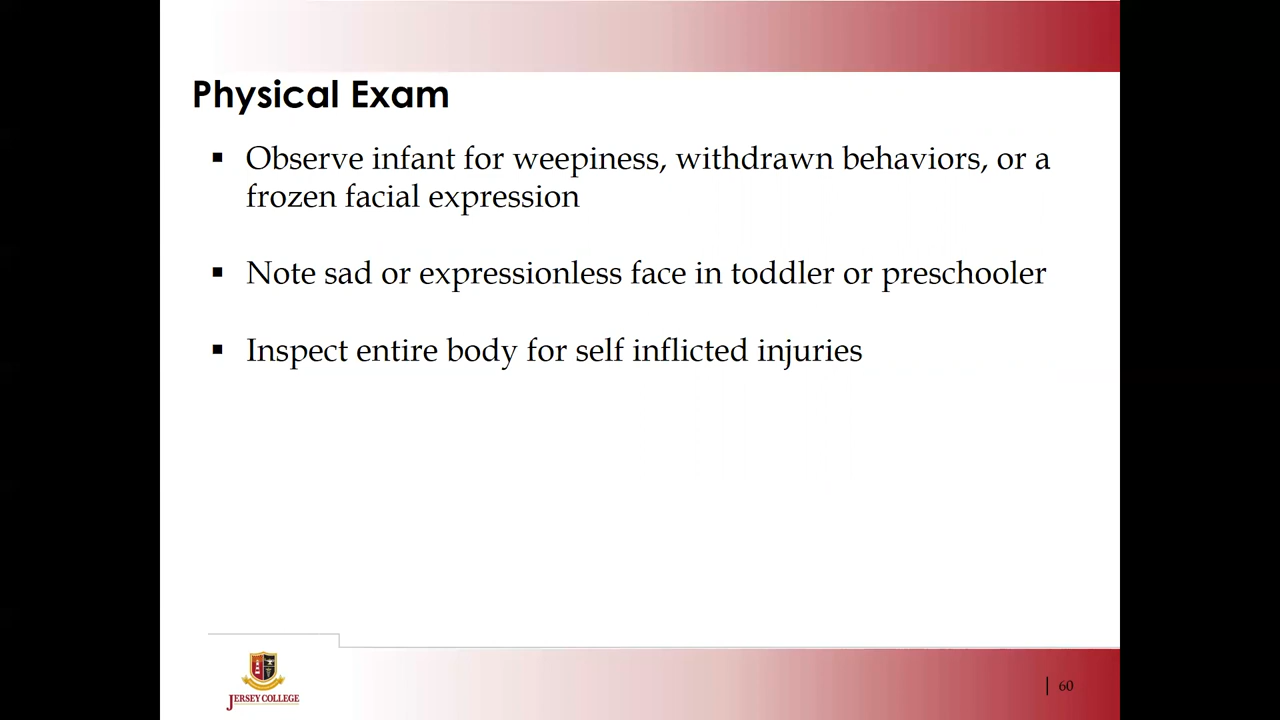 Physical Exam
▪ Observe infant for weepiness, withdrawn behaviors, or a
frozen facial expression
▪ Note sad or expressionless face in toddler or preschooler
▪ Inspect entire body for self inflicted injuries
JERSEY COLLEGE
60